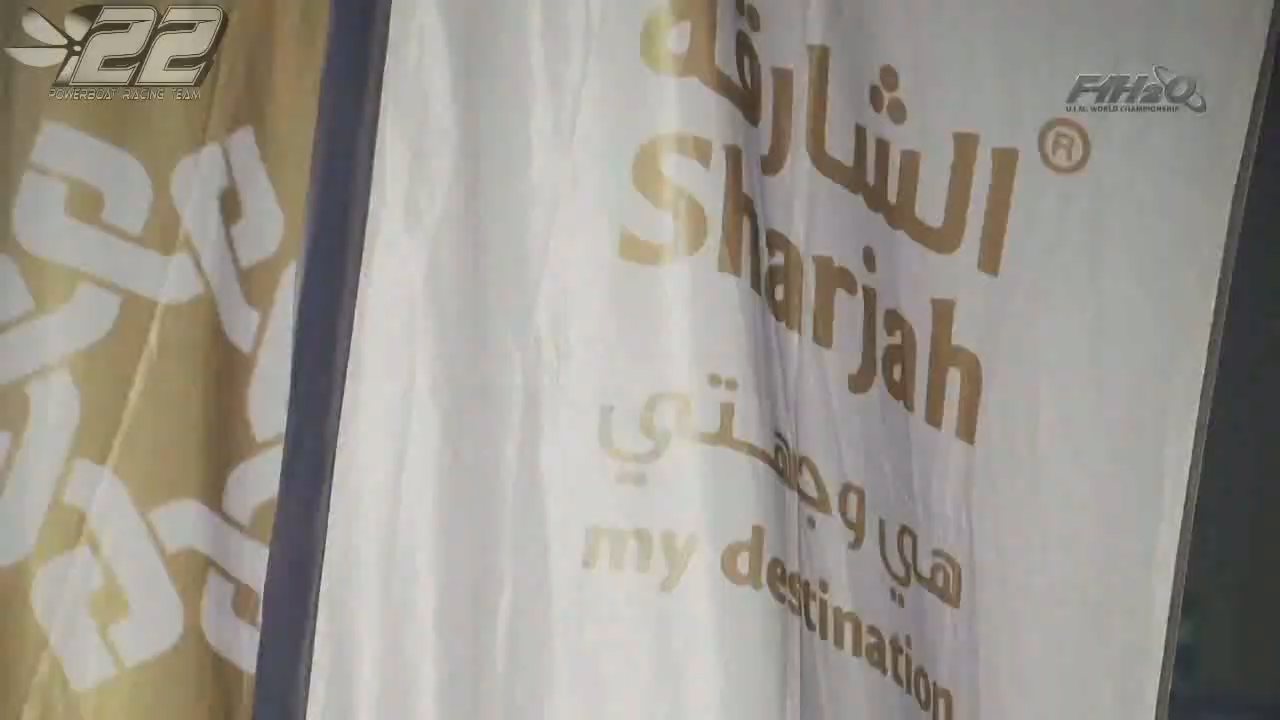 22
POWERBOAT RACING TEAM
F1H2O
U.I.M. WORLD CHAMPIONSHIP
الشارقة ®
Sharjah
هي وجهتي
my destination